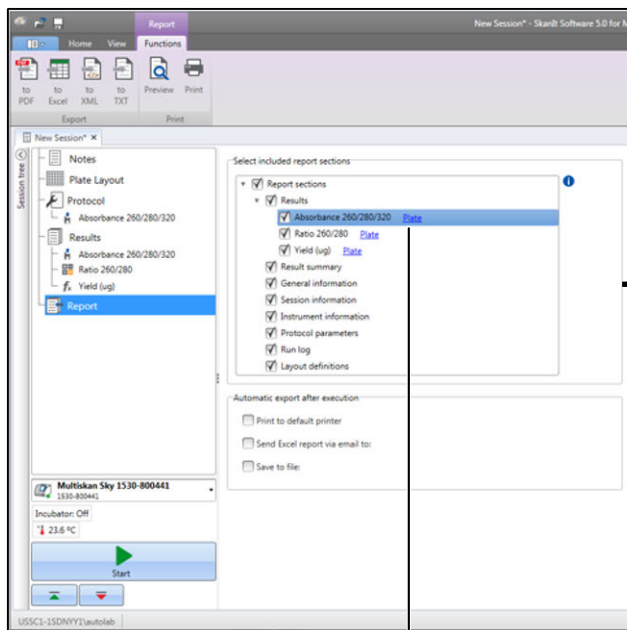 Report
New Session* - SkanIt Software 5.0 for M
Home View Functions
to PDF
to Excel
to XML
to TXT
Preview
Print
Export
Print
New Session* ×
Session tree
Notes
Plate Layout
Protocol
Absorbance 260/280/320
Results
Absorbance 260/280/320
Ratio 260/280
fx Yield (ug)
Report
Select included report sections
Report sections
Results
Absorbance 260/280/320 Plate
Ratio 260/280 Plate
Yield (ug) Plate
Result summary
General information
Session information
Instrument information
Protocol parameters
Run log
Layout definitions
Automatic export after execution
Print to default printer
Send Excel report via email to:
Save to file:
Multiskan Sky 1530-800441
1530-800441
Incubator: Off
23.6 ºC
Start
USSC1-1SDNYY1\autolab